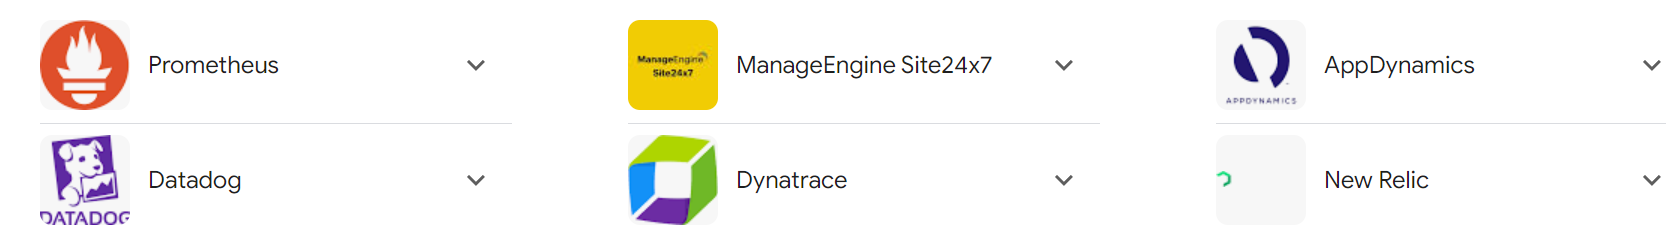 Prometheus
ManageEngine
Site24x7
ManageEngine Site24x7
APPDYNAMICS
AppDynamics
DATADOG
Datadog
Dynatrace
New Relic